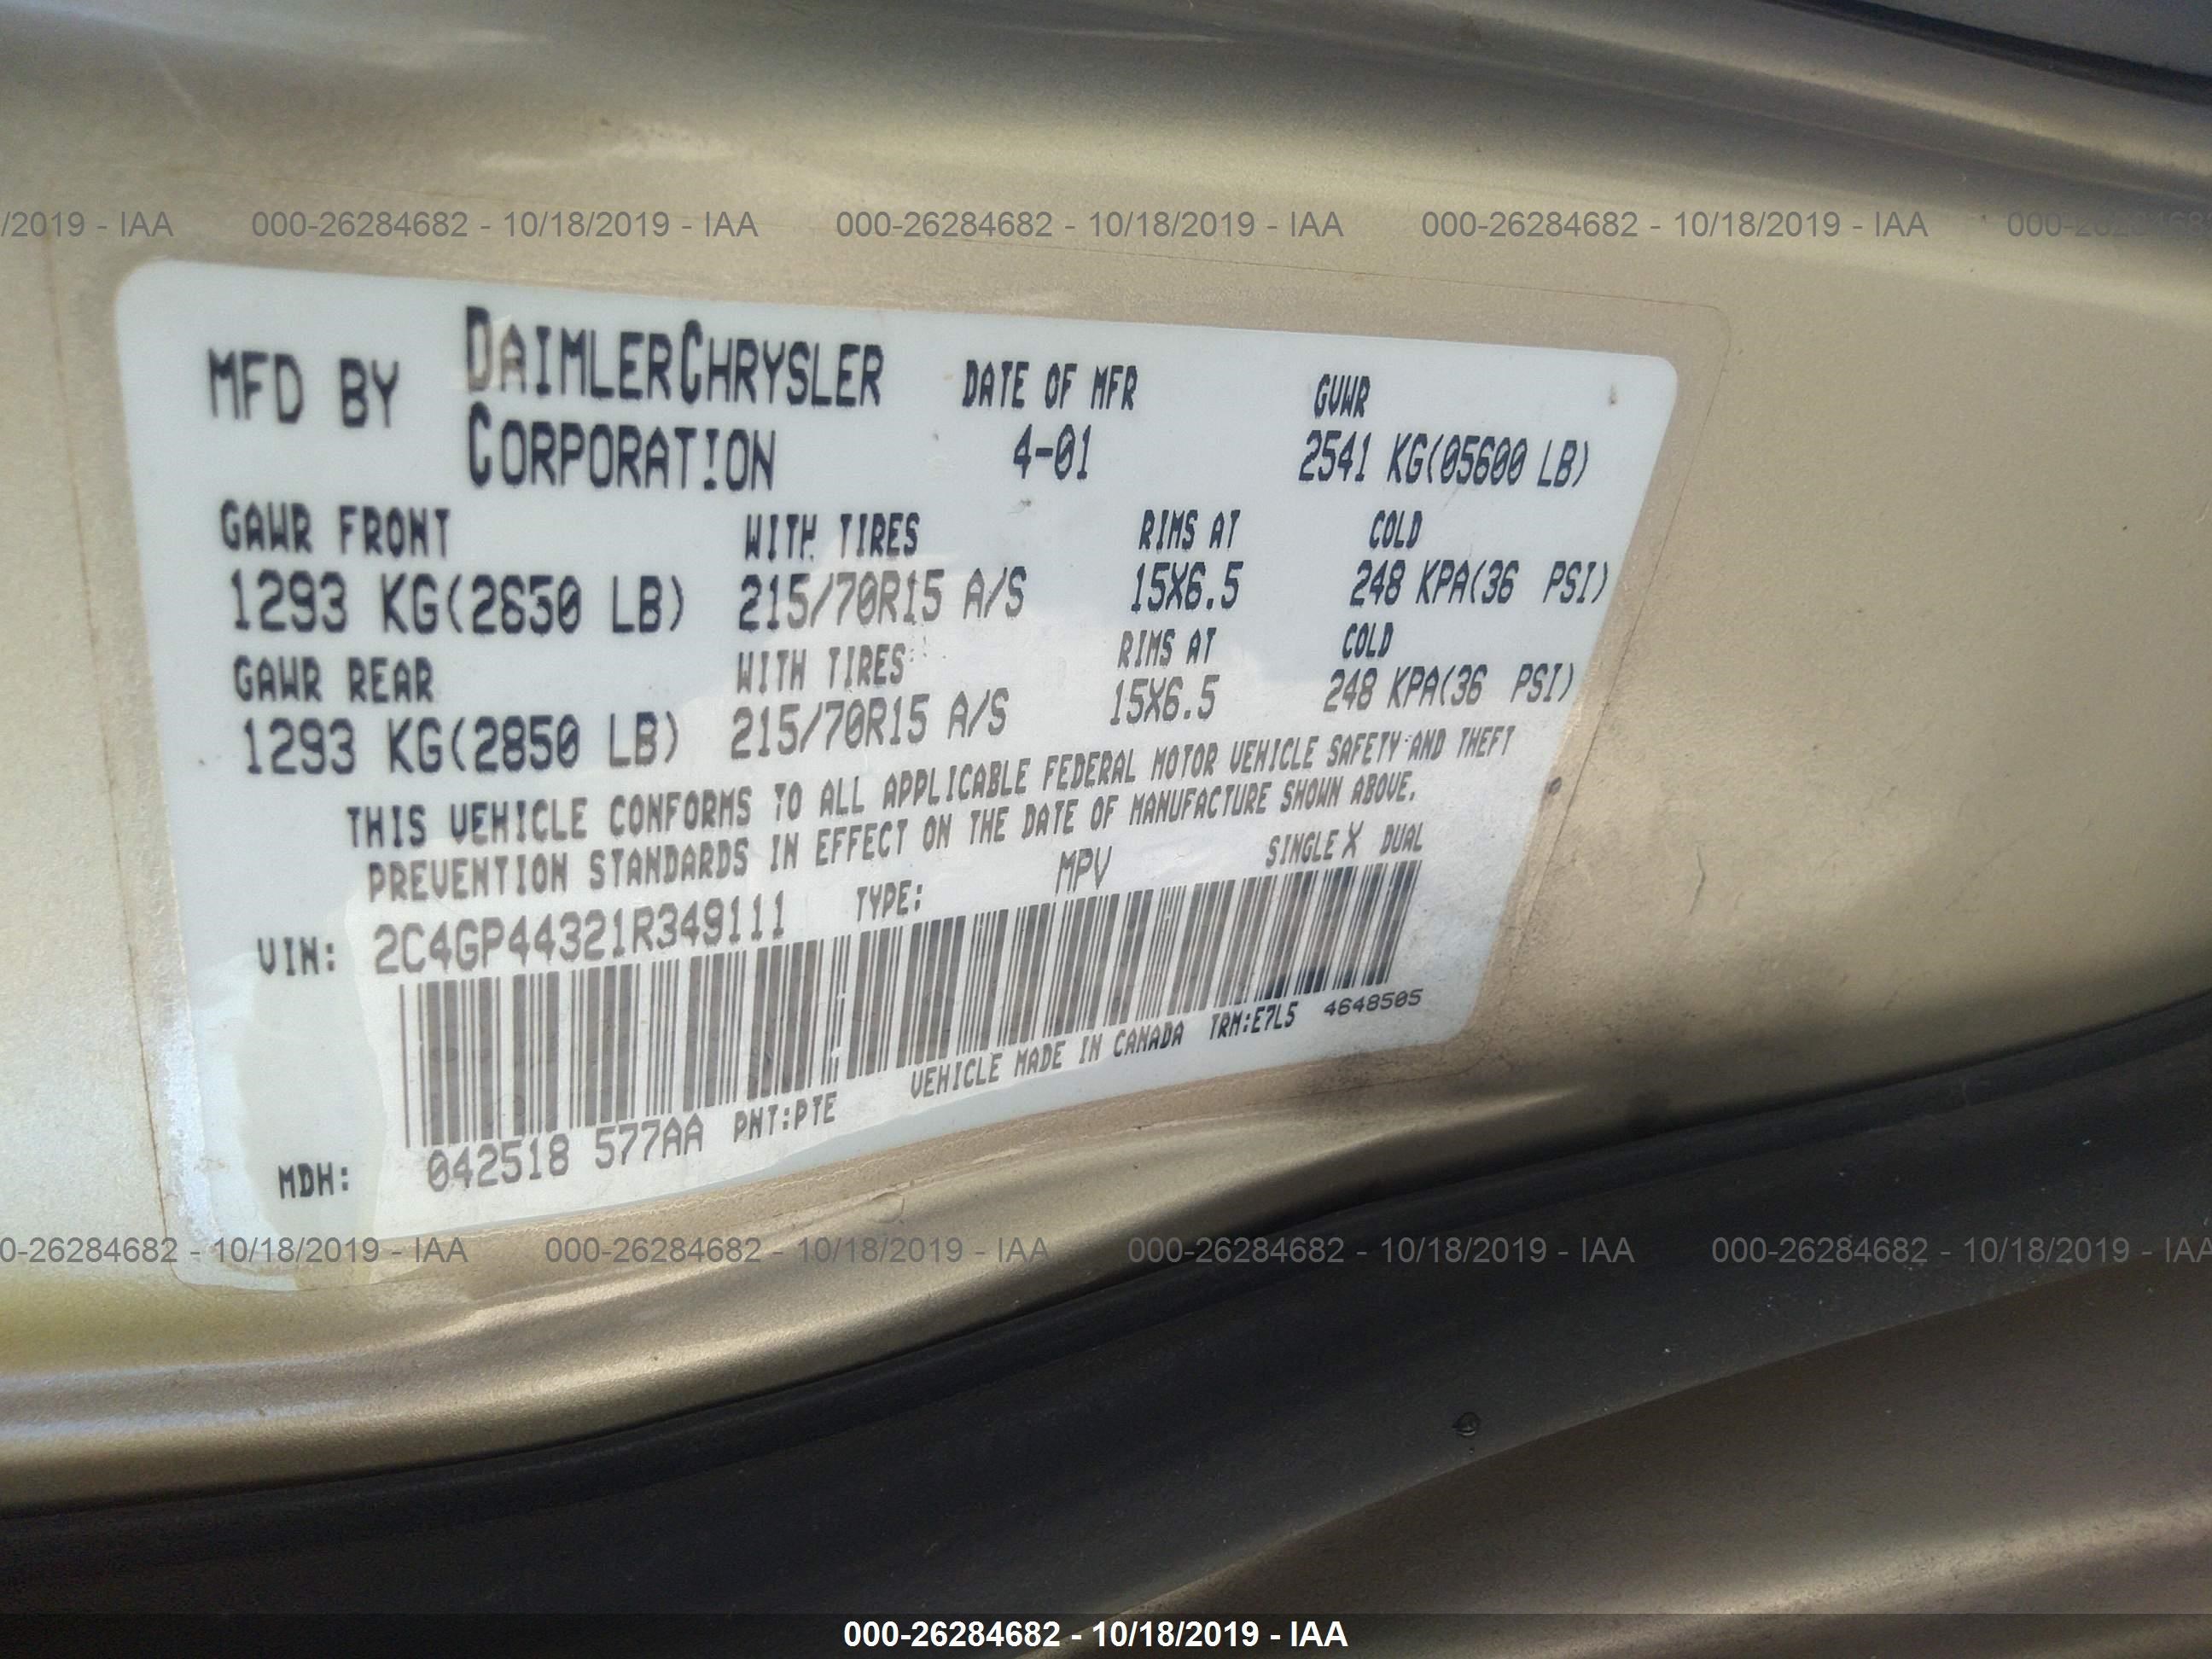 /2019 - IAA 000-26284682 - 10/18/2019 - IAA 000-26284682 - 10/18/2019 - IAA 000-26284682 - 10/18/2019 - IAA 000-2628468
MFD BY DAIMLERCHRYSLER CORPORATION
DATE OF MFR GVWR
4-01 2541 KG(05600 LB)
GAWR FRONT WITH TIRES RIMS AT COLD
1293 KG(2850 LB) 215/70R15 A/S 15X6.5 248 KPA(36 PSI)
GAWR REAR WITH TIRES RIMS AT COLD
1293 KG(2850 LB) 215/70R15 A/S 15X6.5 248 KPA(36 PSI)
THIS VEHICLE CONFORMS TO ALL APPLICABLE FEDERAL MOTOR VEHICLE SAFETY AND THEFT
PREVENTION STANDARDS IN EFFECT ON THE DATE OF MANUFACTURE SHOWN ABOVE.
VIN: 2C4GP44321R349111 TYPE: MPV SINGLE X DUAL
MDH: 042518 577AA PNT:PTE VEHICLE MADE IN CANADA TRM:E7L5 4648505
0-26284682 - 10/18/2019 - IAA 000-26284682 - 10/18/2019 - IAA 000-26284682 - 10/18/2019 - IAA 000-26284682 - 10/18/2019 - IAA
000-26284682 - 10/18/2019 - IAA